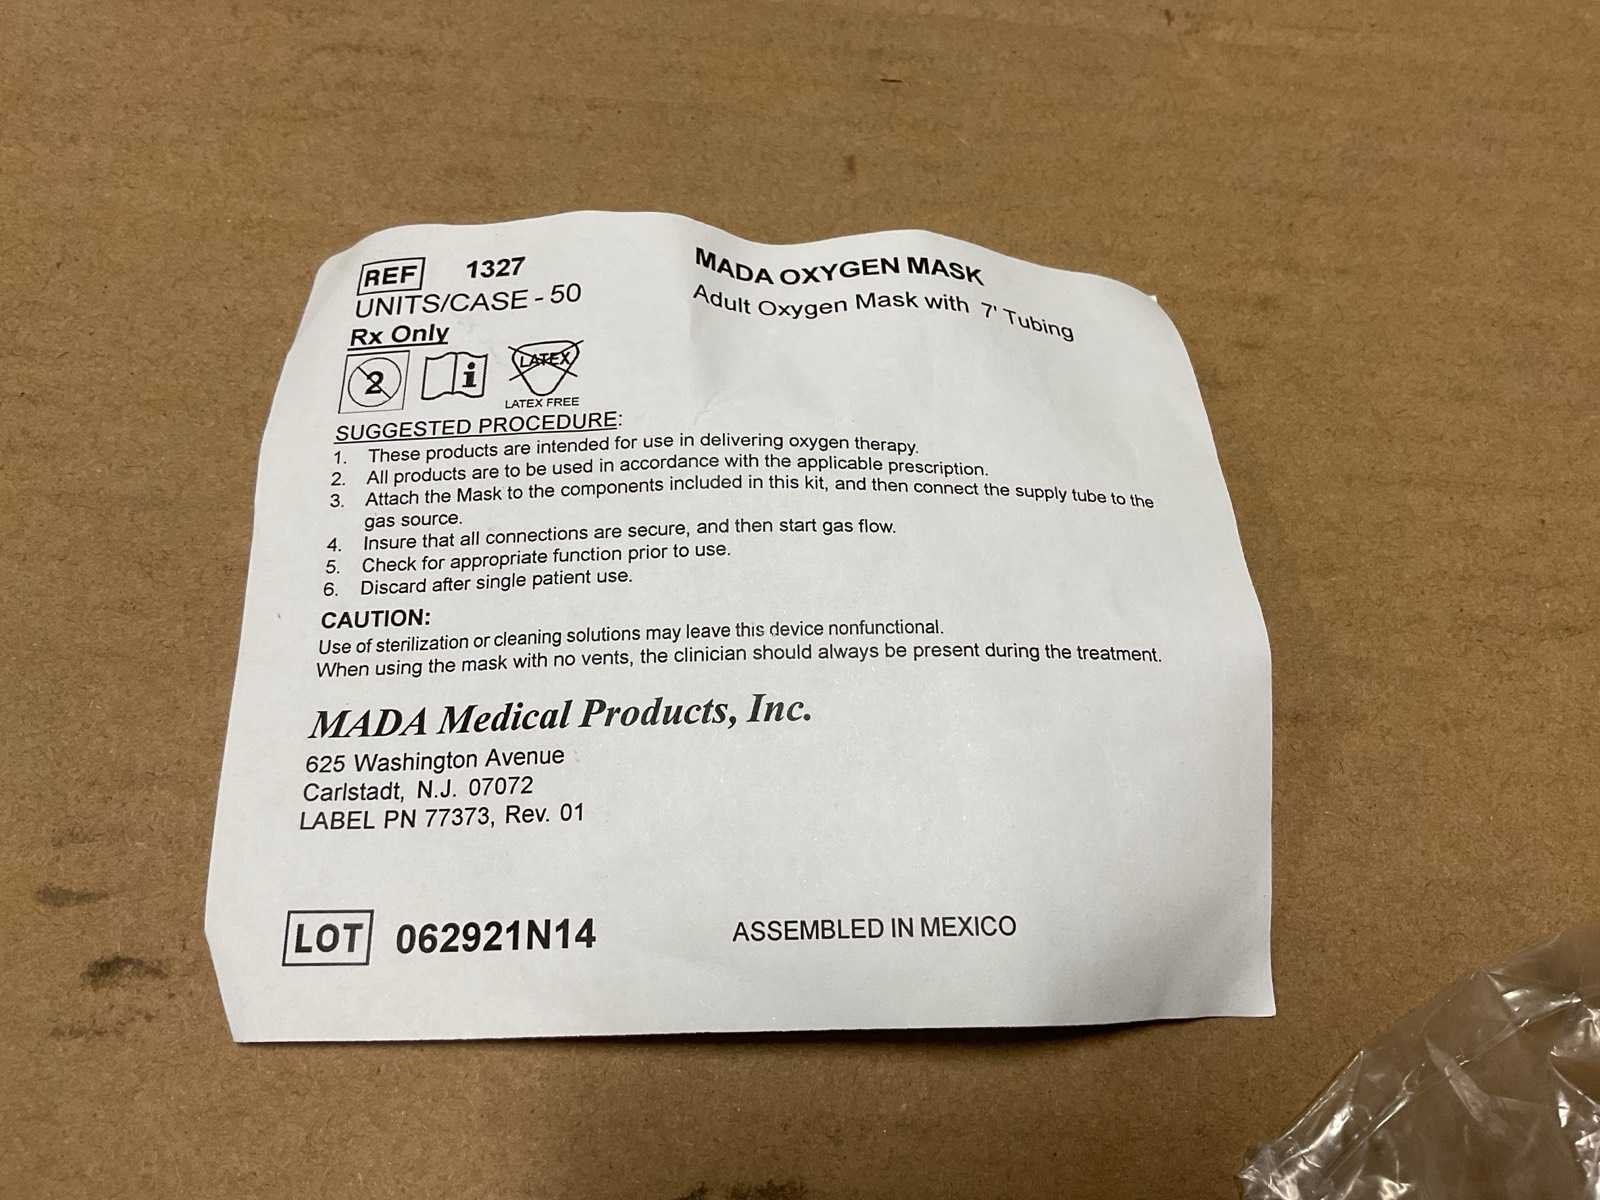 REF 1327
UNITS/CASE - 50
Rx Only
2
i
LATEX
LATEX FREE
MADA OXYGEN MASK
Adult Oxygen Mask with 7' Tubing
SUGGESTED PROCEDURE:
1. These products are intended for use in delivering oxygen therapy.
2. All products are to be used in accordance with the applicable prescription.
3. Attach the Mask to the components included in this kit, and then connect the supply tube to the
gas source.
4. Insure that all connections are secure, and then start gas flow.
5. Check for appropriate function prior to use.
6. Discard after single patient use.
CAUTION:
Use of sterilization or cleaning solutions may leave this device nonfunctional.
When using the mask with no vents, the clinician should always be present during the treatment.
MADA Medical Products, Inc.
625 Washington Avenue
Carlstadt, N.J. 07072
LABEL PN 77373, Rev. 01
LOT 062921N14
ASSEMBLED IN MEXICO